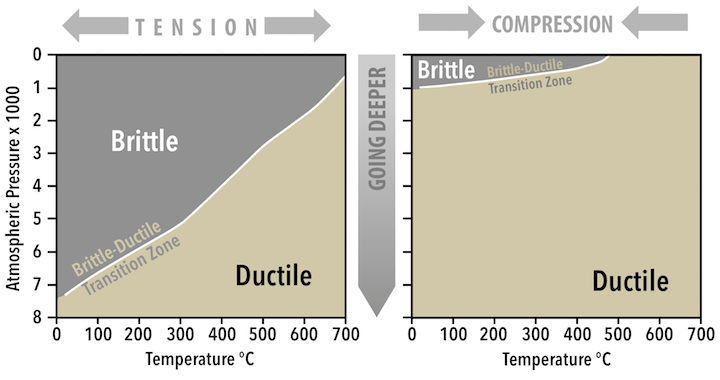 TENSION
COMPRESSION
Atmospheric Pressure x 1000
0
1
2
3
4
5
6
7
8
Brittle
Brittle-Ductile
Transition Zone
Ductile
0 100 200 300 400 500 600 700
Temperature °C
GOING DEEPER
Brittle
Brittle-Ductile
Transition Zone
Ductile
0 100 200 300 400 500 600 700
Temperature °C